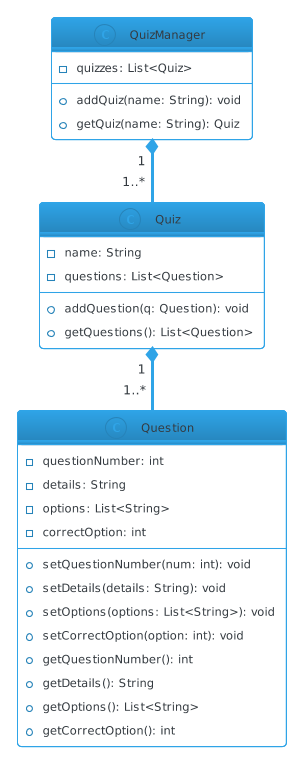 C QuizManager
quizzes: List<Quiz>
addQuiz(name: String): void
getQuiz(name: String): Quiz
1
1..*
C Quiz
name: String
questions: List<Question>
addQuestion(q: Question): void
getQuestions(): List<Question>
1
1..*
C Question
questionNumber: int
details: String
options: List<String>
correctOption: int
setQuestionNumber(num: int): void
setDetails(details: String): void
setOptions(options: List<String>): void
setCorrectOption(option: int): void
getQuestionNumber(): int
getDetails(): String
getOptions(): List<String>
getCorrectOption(): int